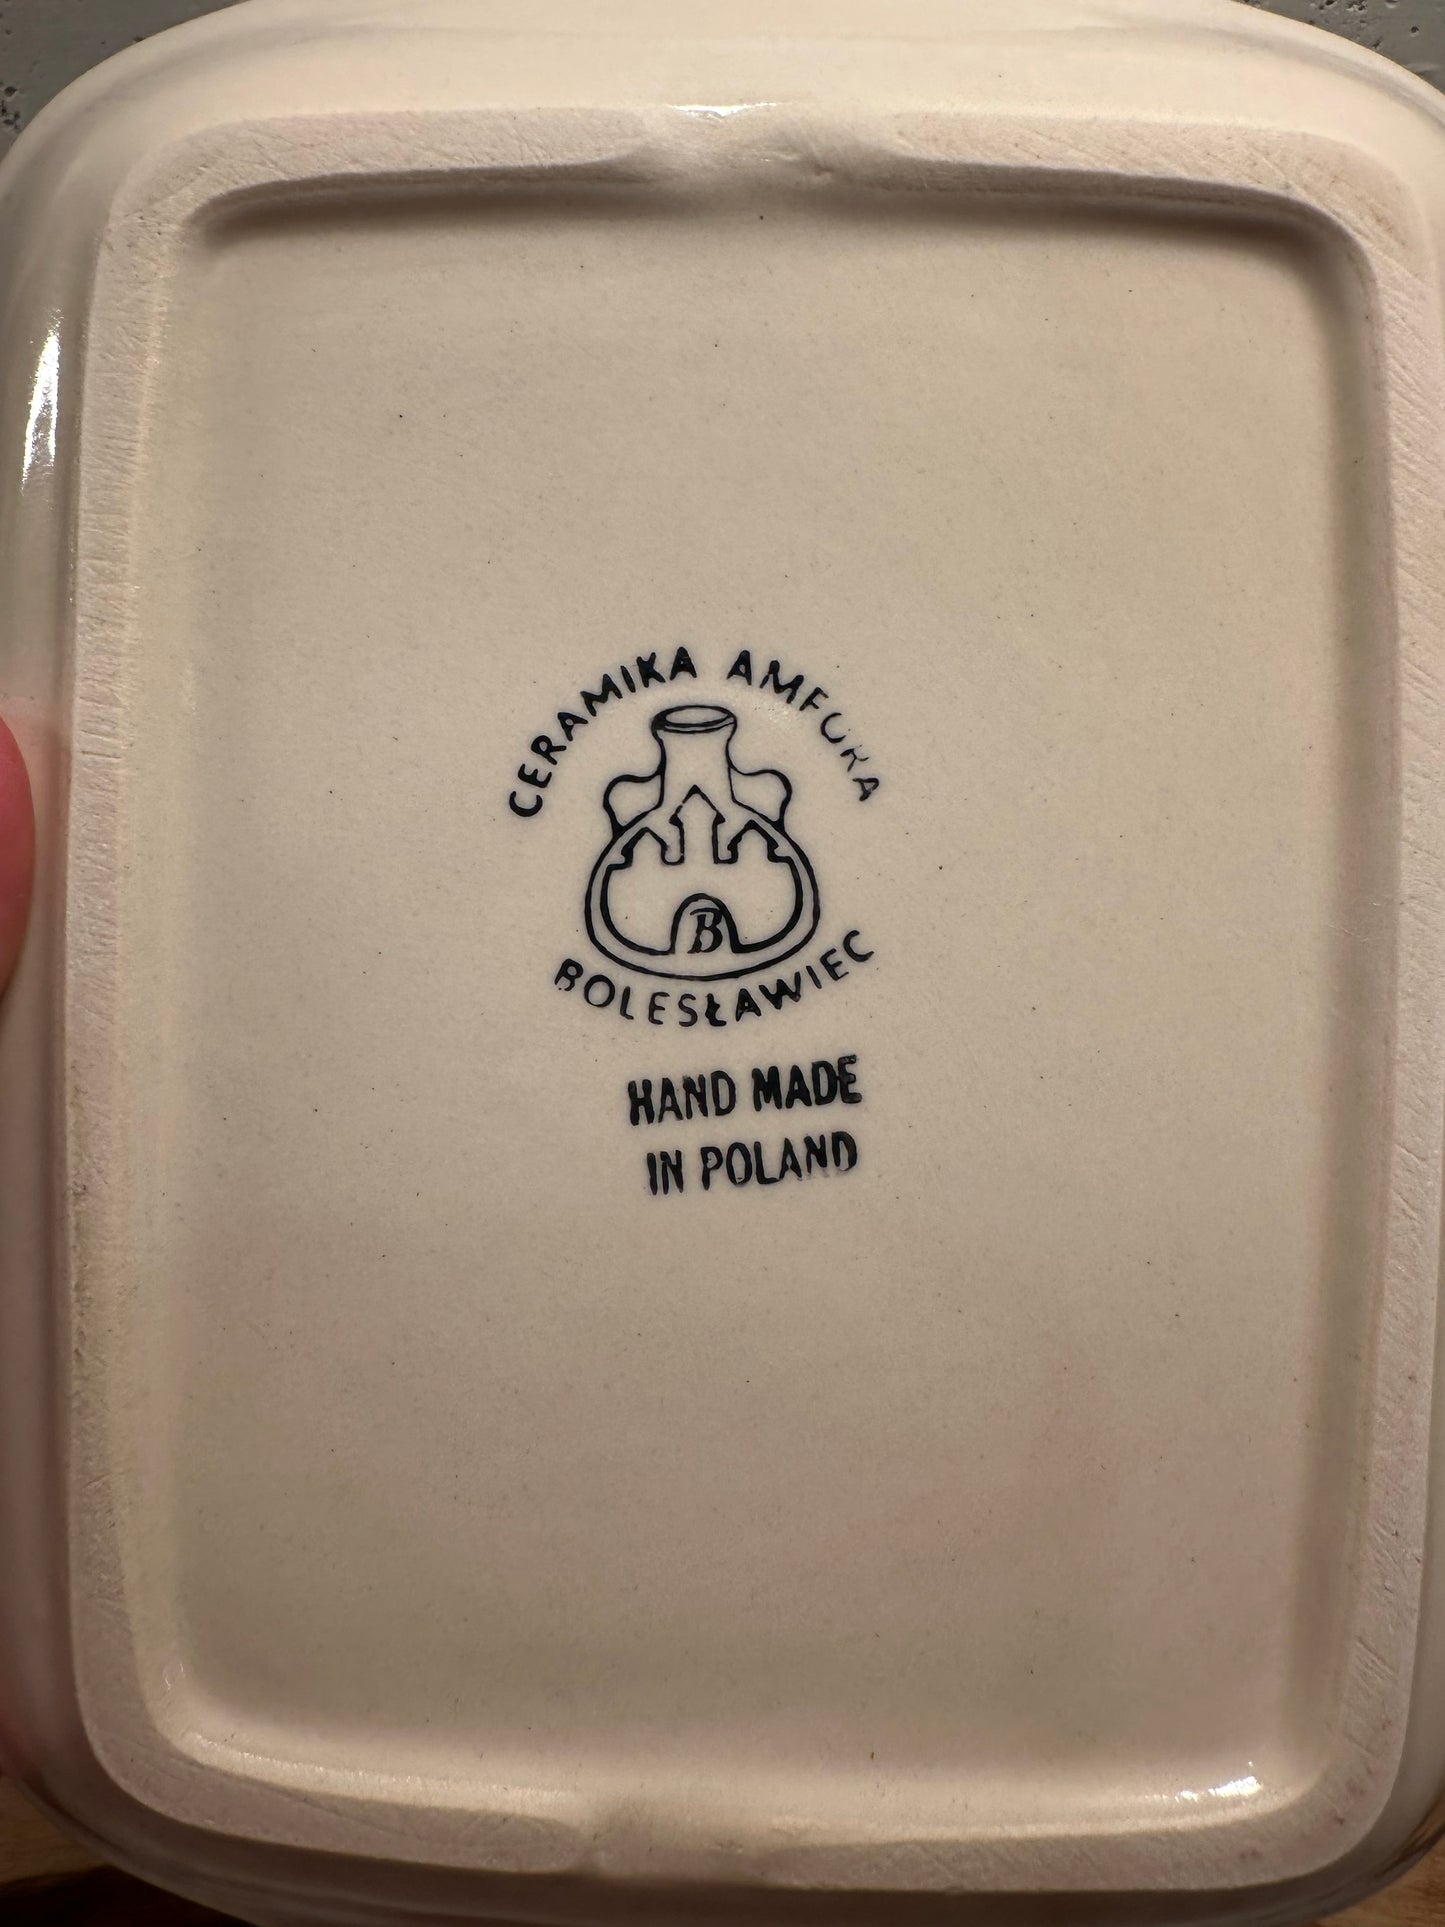 CERAMIKA AMFORA
B
BOLESŁAWIEC
HAND MADE
IN POLAND